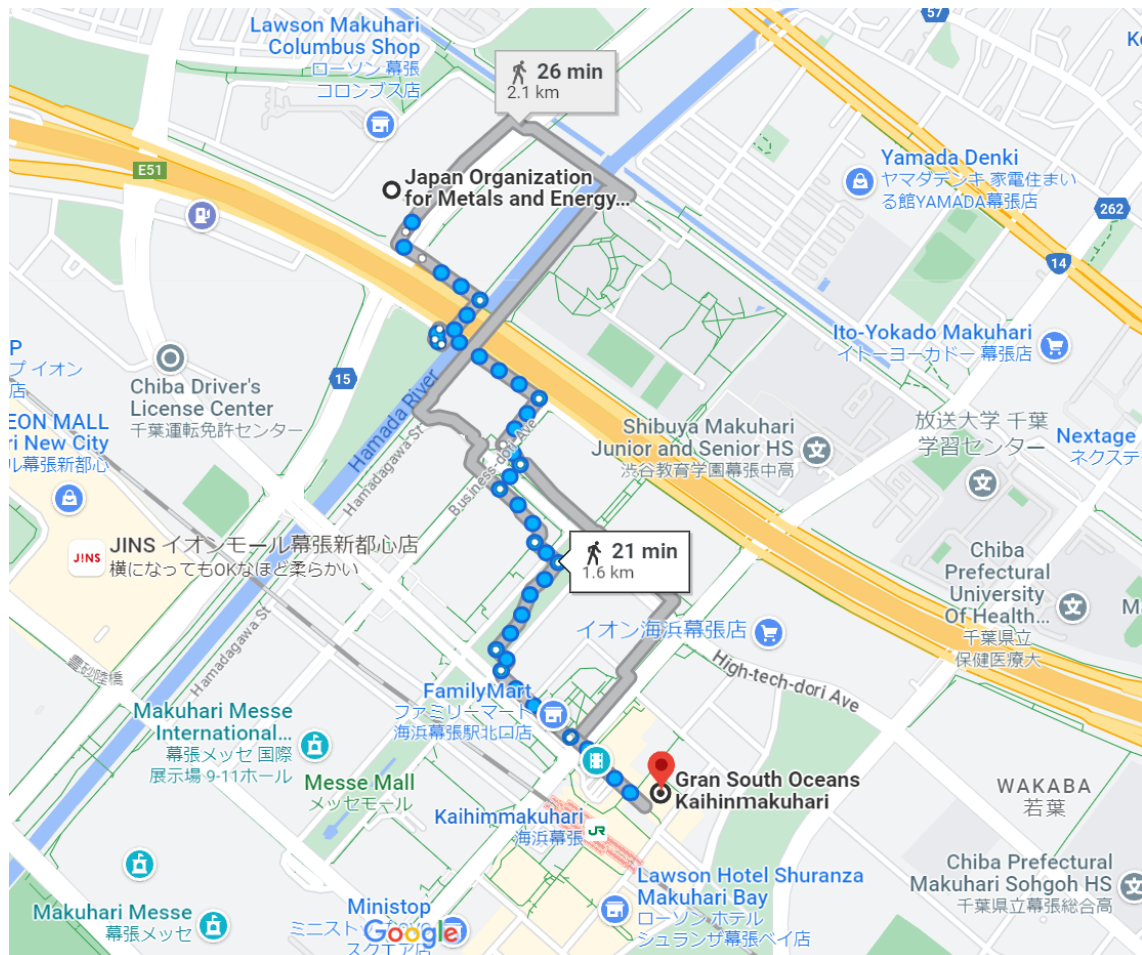 57
Lawson Makuhari
Columbus Shop
ローソン 幕張
コロンブス店
26 min
2.1 km
E51
Japan Organization
for Metals and Energy...
Yamada Denki
ヤマダデンキ 家電住まい
る館YAMADA幕張店
262
14
Ito-Yokado Makuhari
イトーヨーカドー 幕張店
P
プ イオン
店
15
Chiba Driver's
License Center
千葉運転免許センター
Hamada River
Hamadagawa St
Business-dori Ave
EON MALL
ri New City
ル幕張新都心
Shibuya Makuhari
Junior and Senior HS
渋谷教育学園幕張中高
放送大学 千葉
学習センター
Nextage
ネクステ
J!NS
JINS イオンモール幕張新都心店
横になってもOKなほど柔らかい
21 min
1.6 km
Chiba
Prefectural
University
Of Health...
千葉県立
保健医療大
Ma
イオン海浜幕張店
High-tech-dori Ave
Hamadagawa St
豊砂陸橋
FamilyMart
ファミリーマート
海浜幕張駅北口店
Makuhari Messe
International...
幕張メッセ 国際
展示場 9-11ホール
Messe Mall
メッセモール
Gran South Oceans
Kaihinmakuhari
WAKABA
若葉
Kaihimmakuhari
海浜幕張
JR
Lawson Hotel Shuranza
Makuhari Bay
ローソン ホテル
シュランザ幕張ベイ店
Chiba Prefectural
Makuhari Sohgoh HS
千葉県立幕張総合高
Makuhari Messe
幕張メッセ
Ministop
ミニストップ
スクエア店
Google